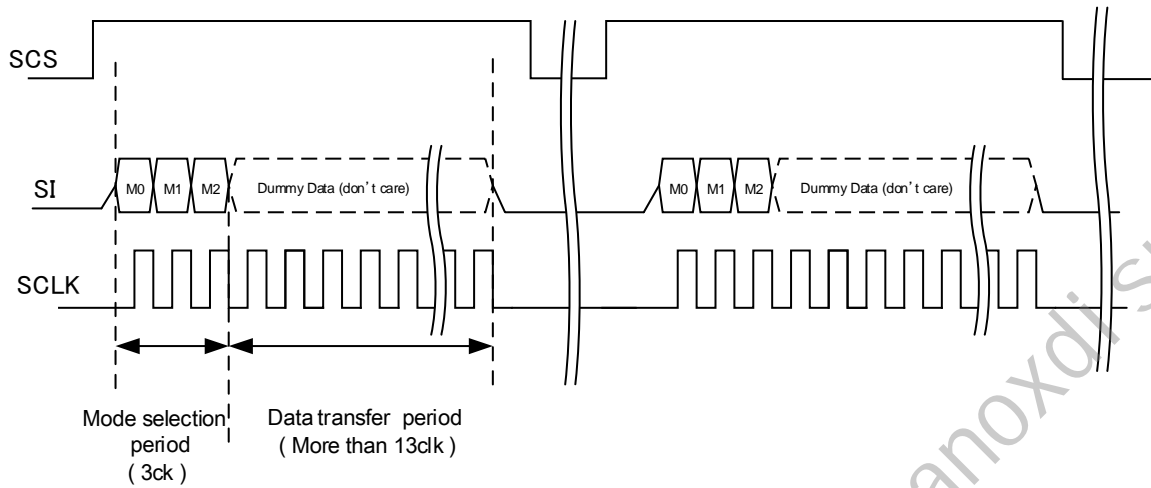 SCS
SI
M0 M1 M2 Dummy Data (don't care)
M0 M1 M2 Dummy Data (don't care)
SCLK
Mode selection
period
( 3ck )
Data transfer period
( More than 13clk )